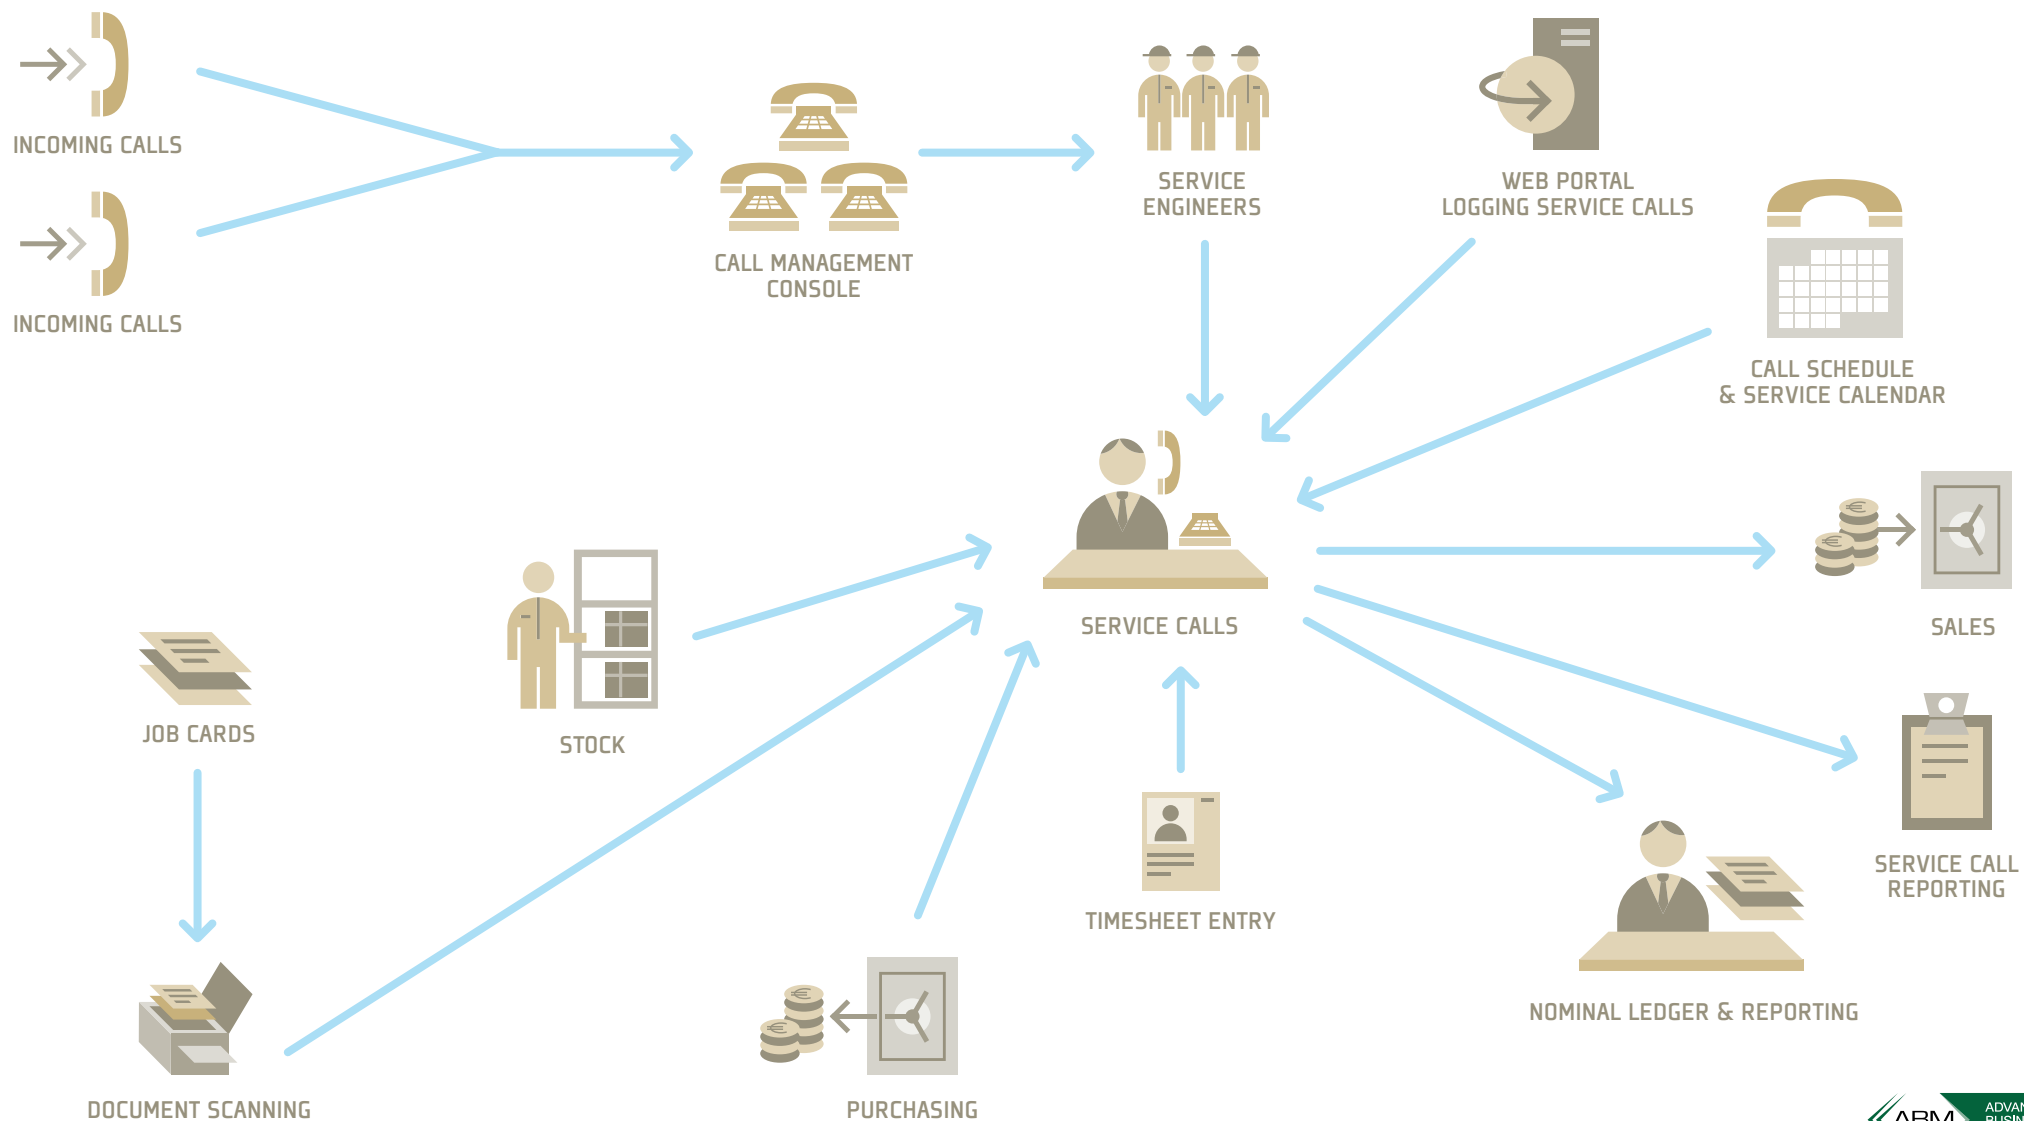 INCOMING CALLS
INCOMING CALLS
CALL MANAGEMENT
CONSOLE
SERVICE
ENGINEERS
WEB PORTAL
LOGGING SERVICE CALLS
CALL SCHEDULE
& SERVICE CALENDAR
SERVICE CALLS
SALES
JOB CARDS
STOCK
SERVICE CALL
REPORTING
TIMESHEET ENTRY
NOMINAL LEDGER & REPORTING
DOCUMENT SCANNING
PURCHASING
ABM